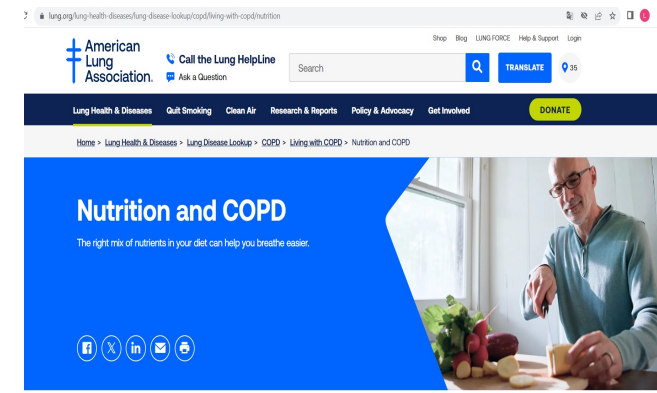 lung.org/lung-health-diseases/lung-disease-lookup/copd/living-with-copd/nutrition
Shop Blog LUNG FORCE Help & Support Login
American
Lung
Association.
Call the Lung HelpLine
Ask a Question
Search
TRANSLATE
35
Lung Health & Diseases Quit Smoking Clean Air Research & Reports Policy & Advocacy Get Involved DONATE
Home > Lung Health & Diseases > Lung Disease Lookup > COPD > Living with COPD > Nutrition and COPD
Nutrition and COPD
The right mix of nutrients in your diet can help you breathe easier.